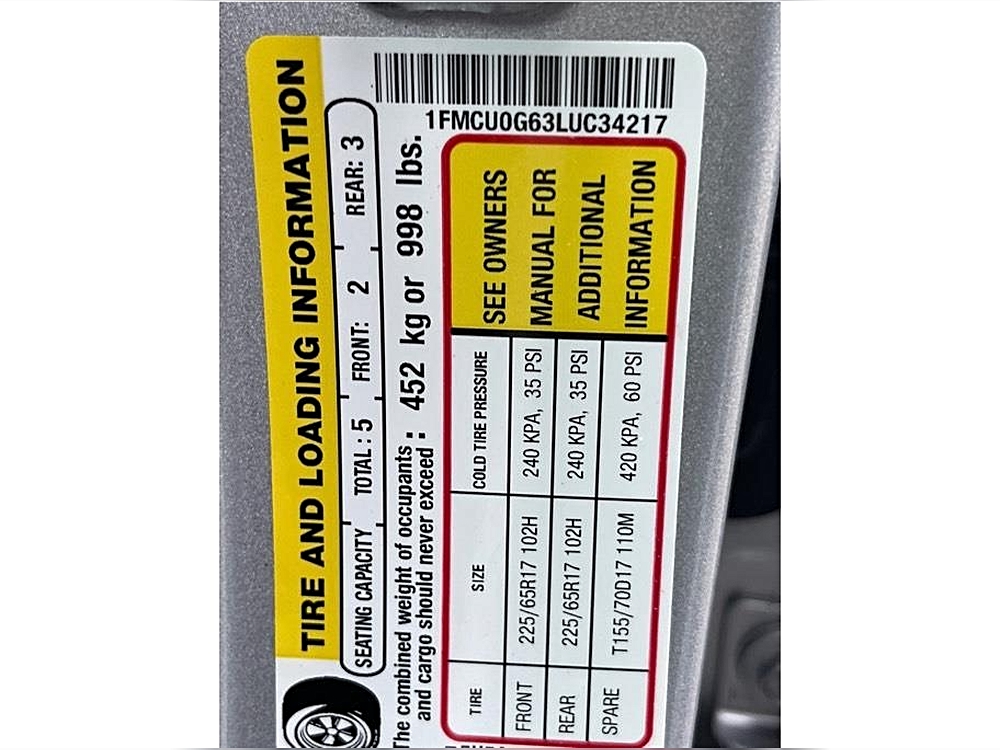 TIRE AND LOADING INFORMATION
SEATING CAPACITY TOTAL : 5 FRONT: 2 REAR: 3
The combined weight of occupants
and cargo should never exceed : 452 kg or 998 lbs.
TIRE SIZE COLD TIRE PRESSURE
FRONT 225/65R17 102H 240 KPA, 35 PSI
REAR 225/65R17 102H 240 KPA, 35 PSI
SPARE T155/70D17 110M 420 KPA, 60 PSI
SEE OWNERS
MANUAL FOR
ADDITIONAL
INFORMATION
1FMCU0G63LUC34217